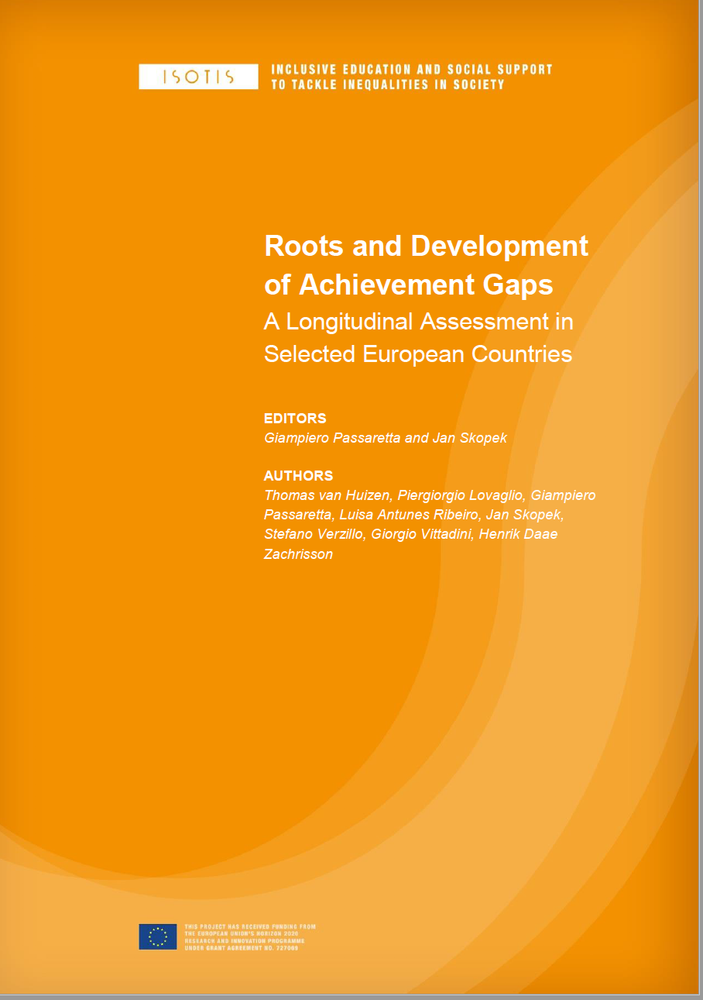 ISOTIS
INCLUSIVE EDUCATION AND SOCIAL SUPPORT
TO TACKLE INEQUALITIES IN SOCIETY
Roots and Development
of Achievement Gaps
A Longitudinal Assessment in
Selected European Countries
EDITORS
Giampiero Passaretta and Jan Skopek
AUTHORS
Thomas van Huizen, Piergiorgio Lovaglio, Giampiero
Passaretta, Luisa Antunes Ribeiro, Jan Skopek,
Stefano Verzillo, Giorgio Vittadini, Henrik Daae
Zachrisson
THIS PROJECT HAS RECEIVED FUNDING FROM
THE EUROPEAN UNION'S HORIZON 2020
RESEARCH AND INNOVATION PROGRAMME
UNDER GRANT AGREEMENT NO. 727069